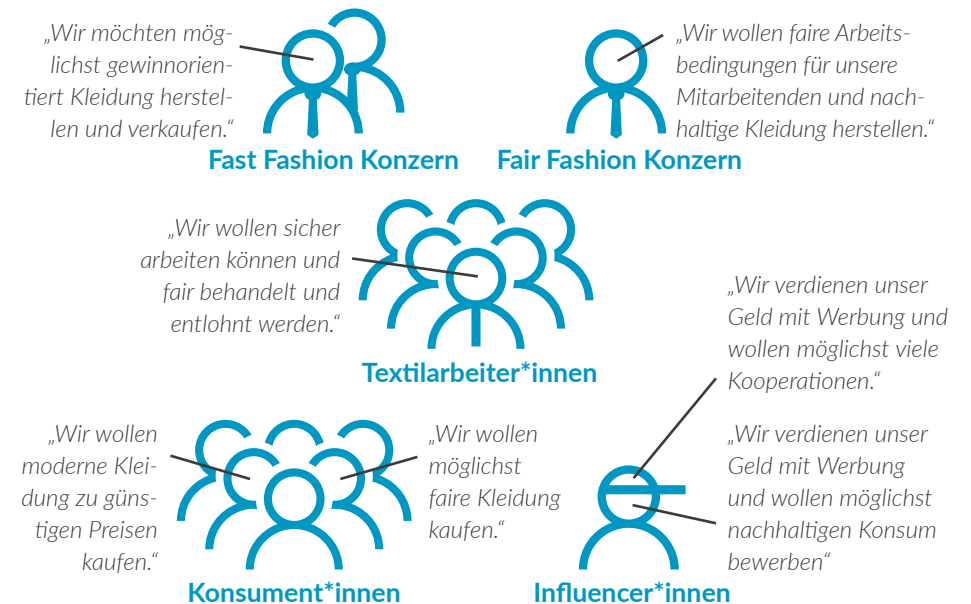 „Wir möchten mög-
lichst gewinnorien-
tiert Kleidung herstel-
len und verkaufen.“
Fast Fashion Konzern
„Wir wollen faire Arbeits-
bedingungen für unsere
Mitarbeitenden und nach-
haltige Kleidung herstellen.“
Fair Fashion Konzern
„Wir wollen sicher
arbeiten können und
fair behandelt und
entlohnt werden.“
Textilarbeiter*innen
„Wir wollen
moderne Klei-
dung zu güns-
tigen Preisen
kaufen.“
„Wir wollen
möglichst
faire Kleidung
kaufen.“
Konsument*innen
„Wir verdienen unser
Geld mit Werbung und
wollen möglichst viele
Kooperationen.“
„Wir verdienen unser
Geld mit Werbung
und wollen möglichst
nachhaltigen Konsum
bewerben“
Influencer*innen